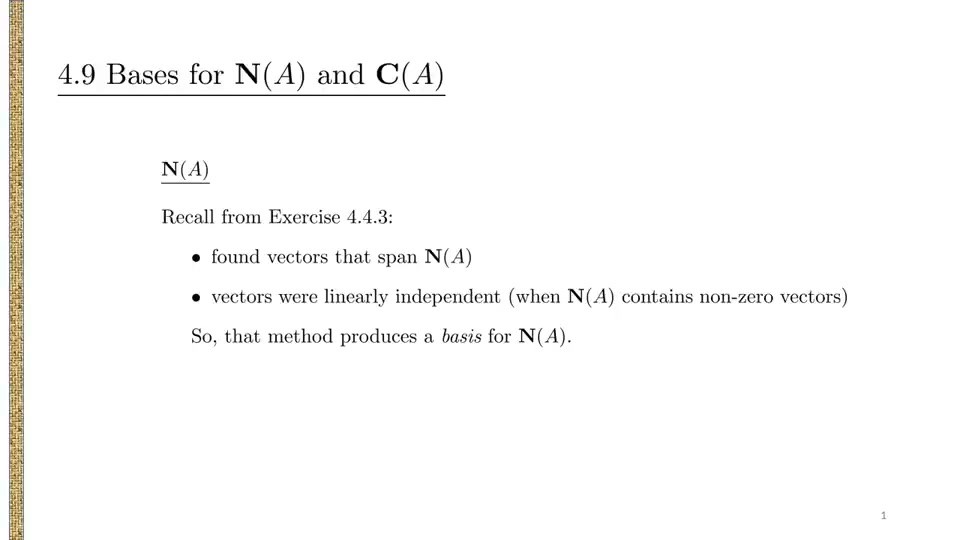 4.9 Bases for N(A) and C(A)
N(A)
Recall from Exercise 4.4.3:
• found vectors that span N(A)
• vectors were linearly independent (when N(A) contains non-zero vectors)
So, that method produces a basis for N(A).
1